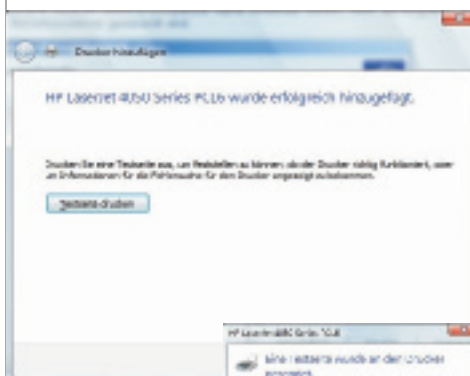 Drucker hinzufügen
HP LaserJet 4050 Series PCL6 wurde erfolgreich hinzugefügt.
Drucken Sie eine Testseite aus, um feststellen zu können, ob der Drucker richtig funktioniert, oder
um Informationen für die Fehlersuche für den Drucker angezeigt zu bekommen.
Testseite drucken
HP LaserJet 4050 Series PCL6
Eine Testseite wurde an den Drucker
gesendet.